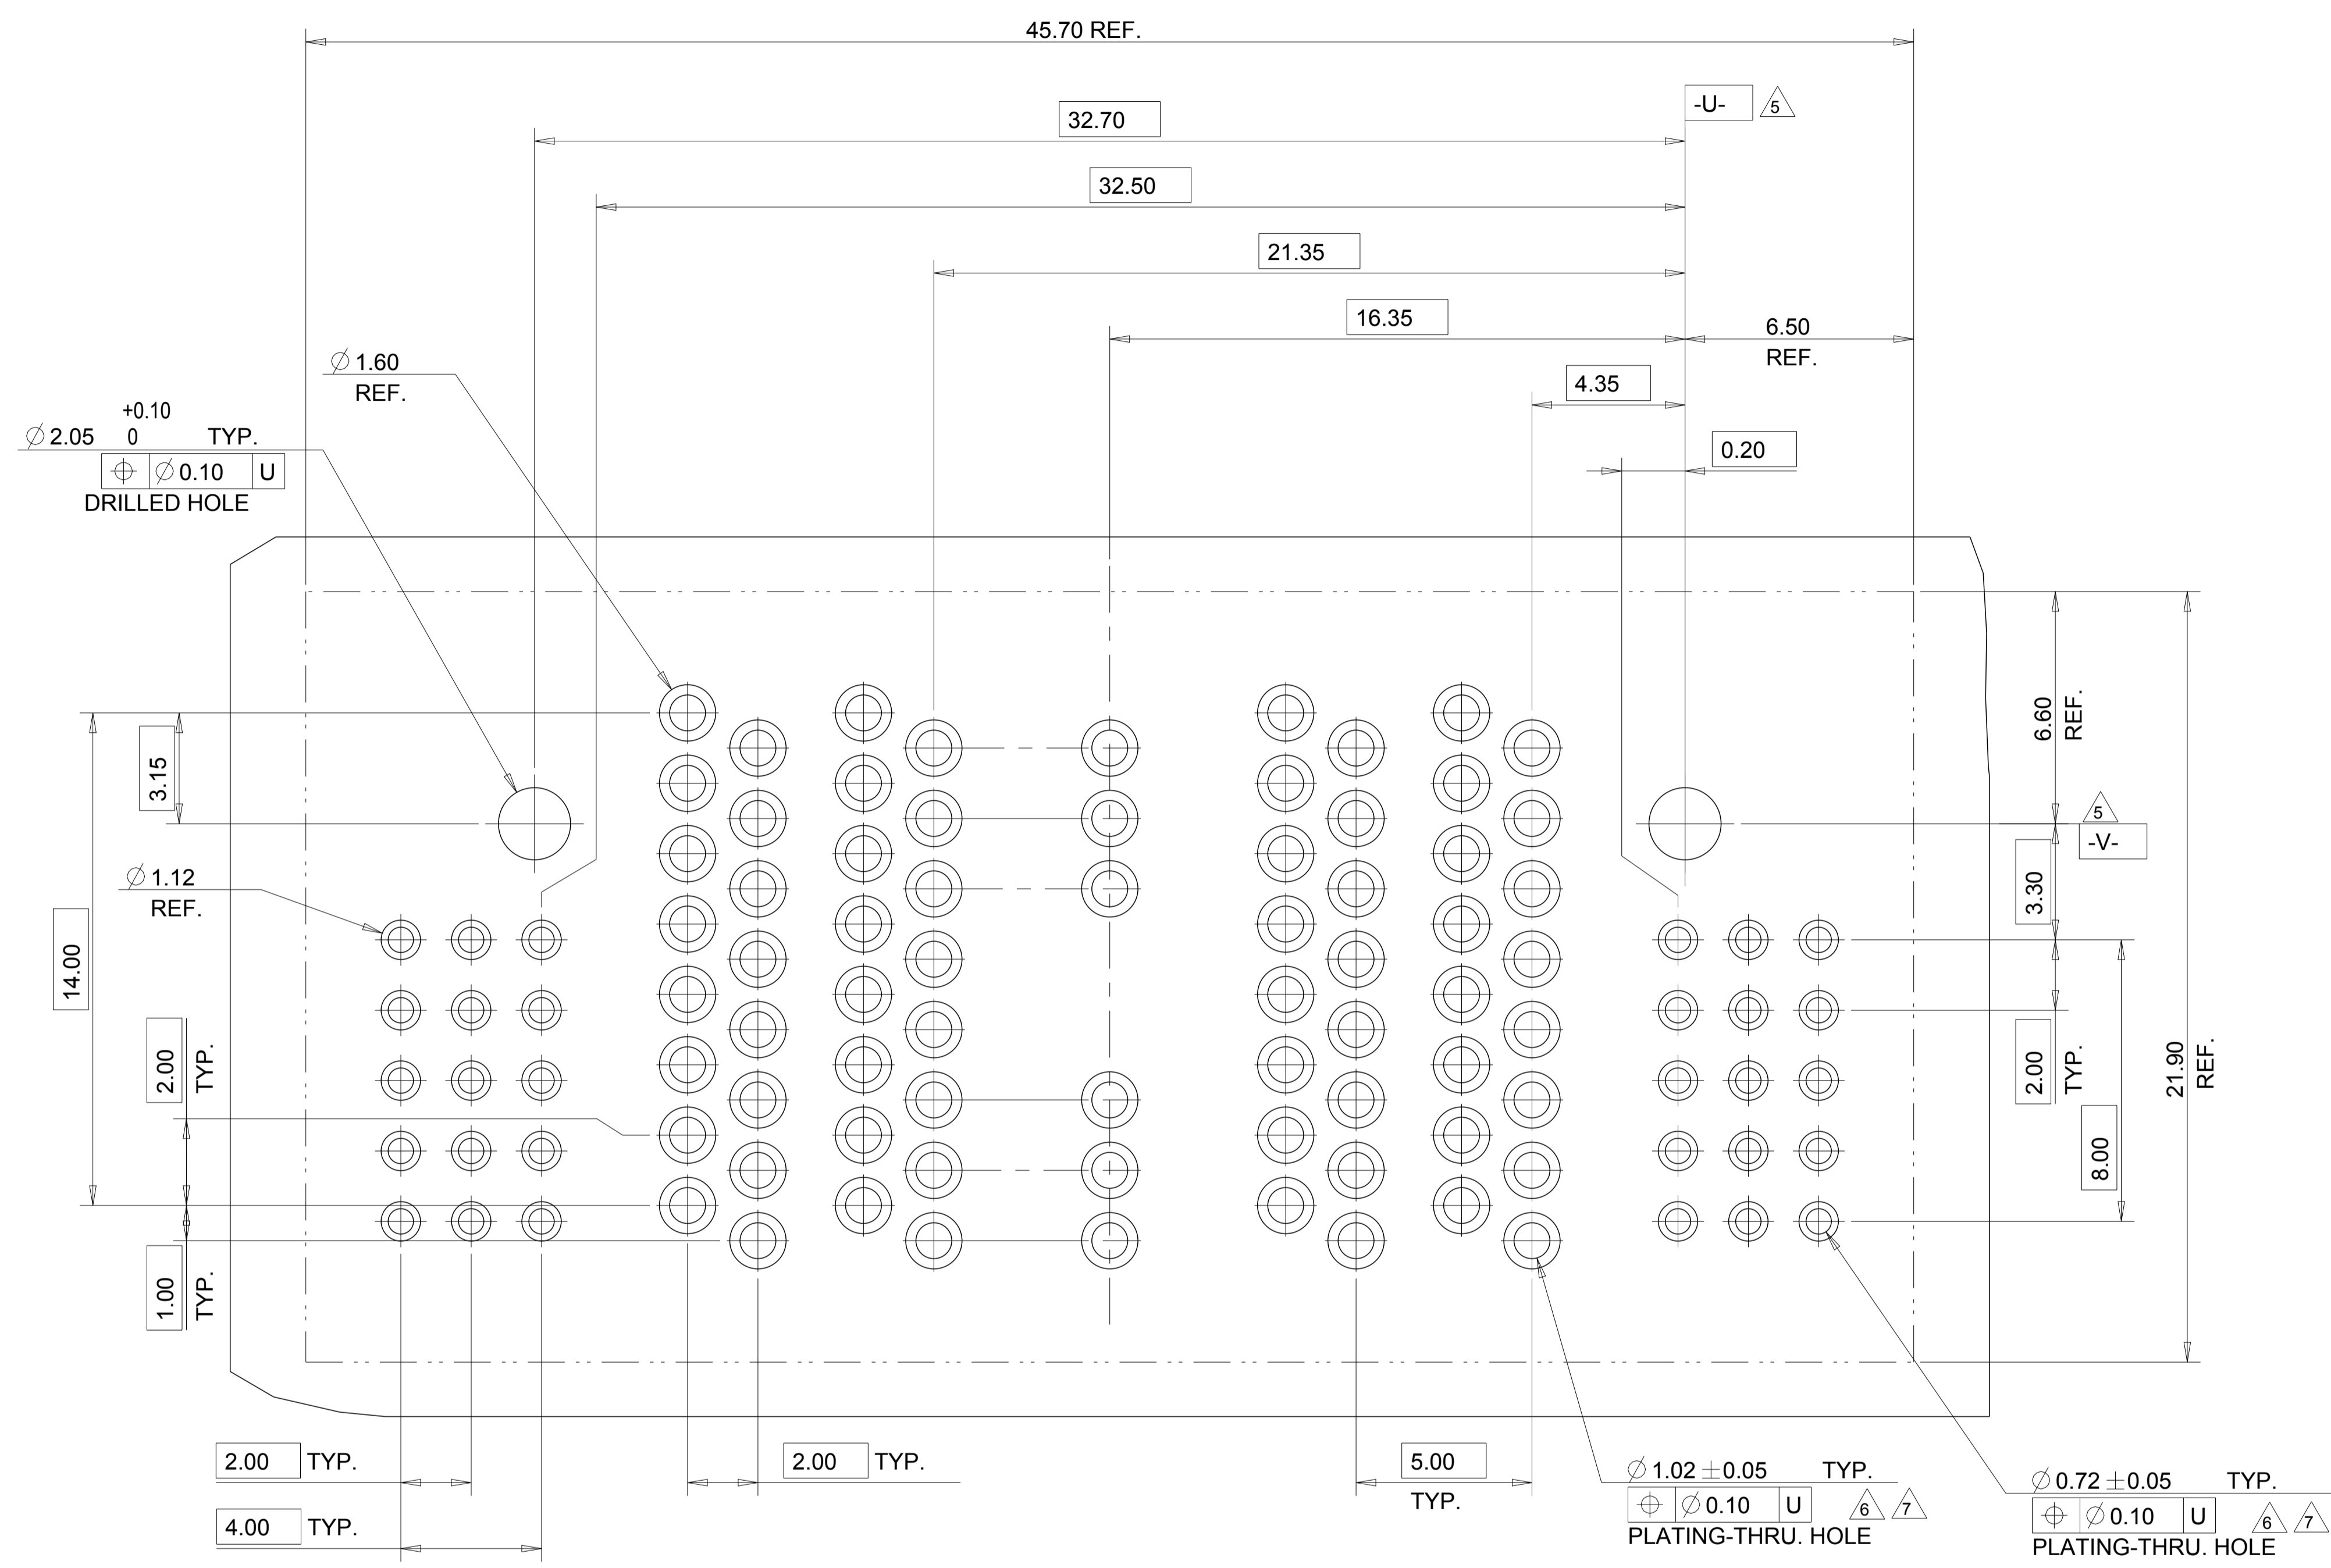 45.70 REF.
-U- 5
32.70
32.50
21.35
16.35
6.50
REF.
4.35
0.20
⌀ 1.60
REF.
+0.10
⌀ 2.05 0 TYP.
⌖ ⌀ 0.10 U
DRILLED HOLE
3.15
⌀ 1.12
REF.
14.00
2.00
TYP.
1.00
TYP.
6.60
REF.
5
-V-
3.30
2.00
TYP.
21.90
REF.
8.00
2.00 TYP.
4.00 TYP.
2.00 TYP.
5.00
TYP.
⌀ 1.02 ±0.05 TYP.
⌖ ⌀ 0.10 U 6 7
PLATING-THRU. HOLE
⌀ 0.72 ±0.05 TYP.
⌖ ⌀ 0.10 U 6 7
PLATING-THRU. HOLE